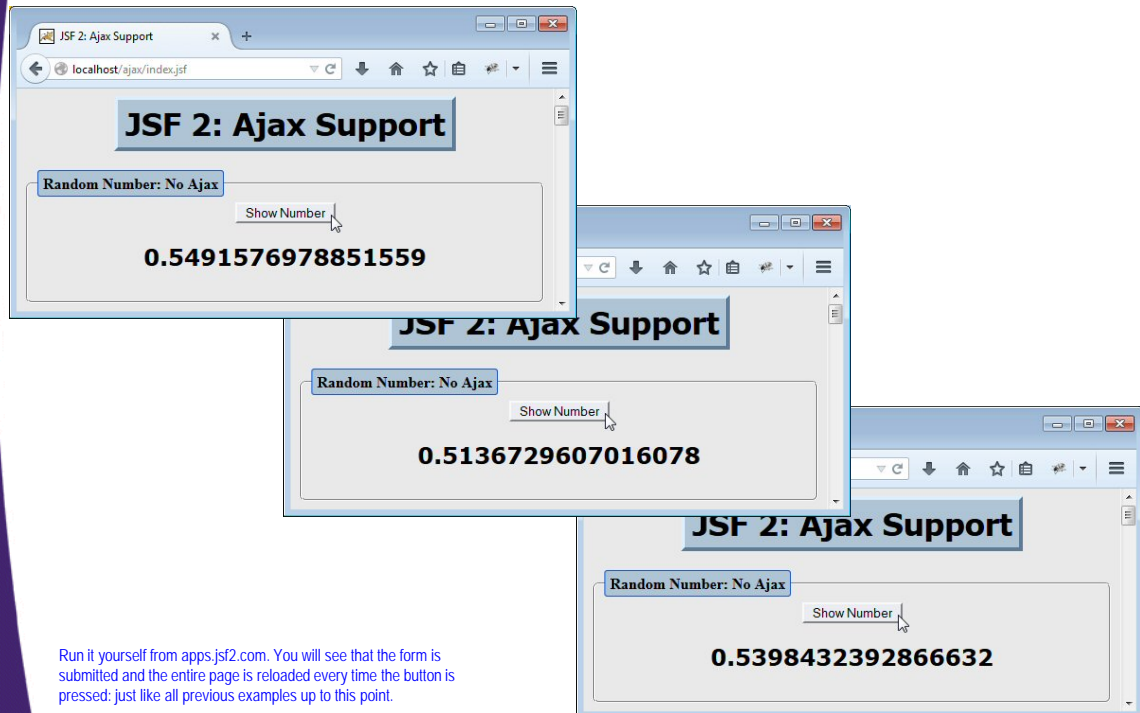 JSF 2: Ajax Support
localhost/ajax/index.jsf
JSF 2: Ajax Support
Random Number: No Ajax
Show Number
0.5491576978851559
JSF 2: Ajax Support
Random Number: No Ajax
Show Number
0.5136729607016078
JSF 2: Ajax Support
Random Number: No Ajax
Show Number
0.5398432392866632
Run it yourself from apps.jsf2.com. You will see that the form is
submitted and the entire page is reloaded every time the button is
pressed: just like all previous examples up to this point.